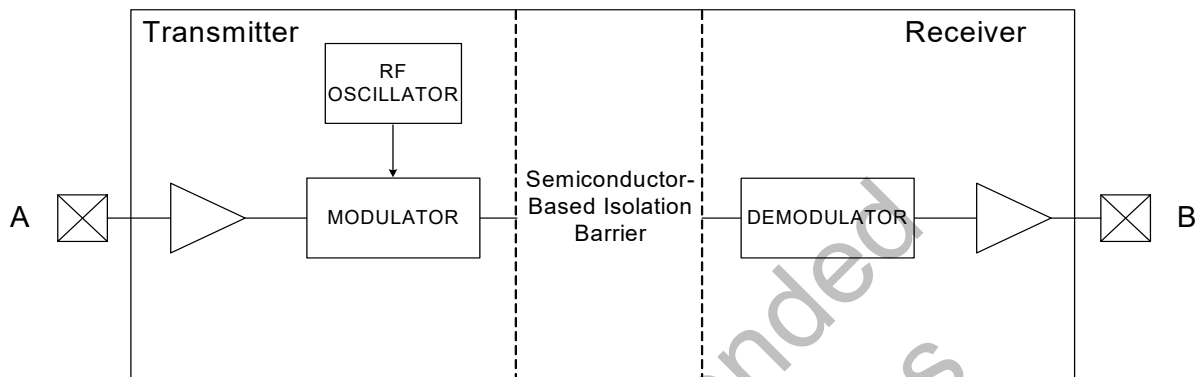 Transmitter
Receiver
RF
OSCILLATOR
A
MODULATOR
Semiconductor-
Based Isolation
Barrier
DEMODULATOR
B